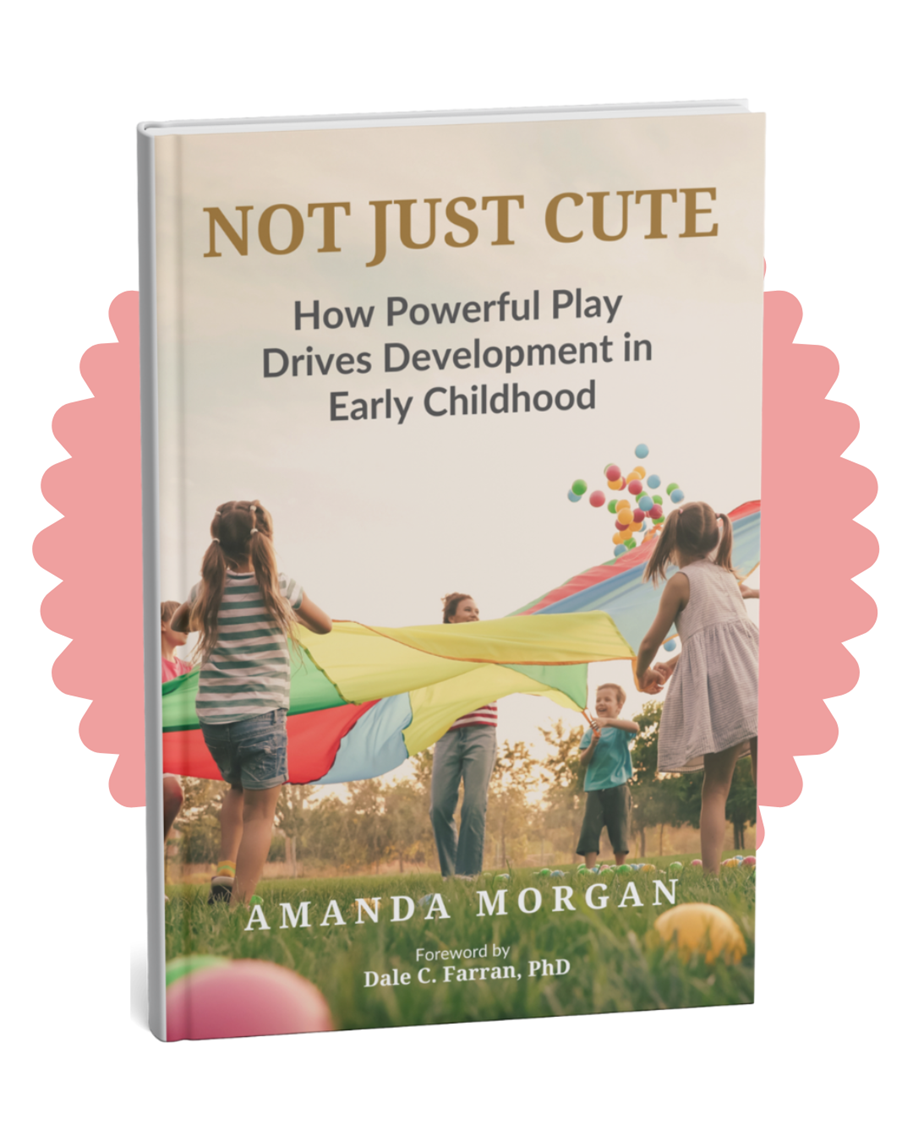 NOT JUST CUTE
How Powerful Play
Drives Development in
Early Childhood
AMANDA MORGAN
Foreword by
Dale C. Farran, PhD